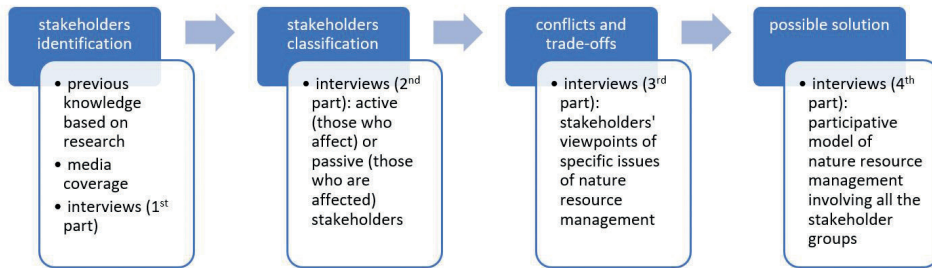 stakeholders
identification
• previous
knowledge
based on
research
• media
coverage
• interviews (1st
part)
stakeholders
classification
• interviews (2nd
part): active
(those who
affect) or
passive (those
who are
affected)
stakeholders
conflicts and
trade-offs
• interviews (3rd
part):
stakeholders'
viewpoints of
specific issues
of nature
resource
management
possible solution
• interviews (4th
part):
participative
model of
nature resource
management
involving all the
stakeholder
groups